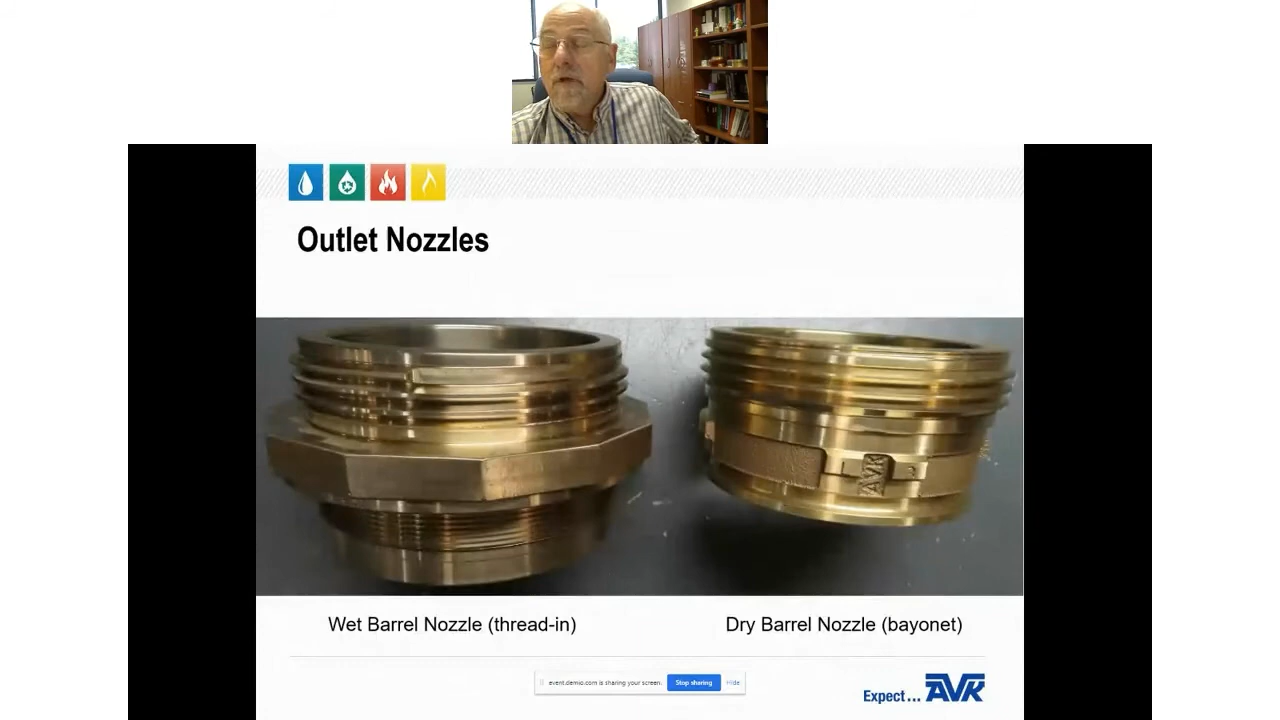 Outlet Nozzles
AVK
Wet Barrel Nozzle (thread-in)
Dry Barrel Nozzle (bayonet)
event.demio.com is sharing your screen.
Stop sharing
Hide
Expect... AVK